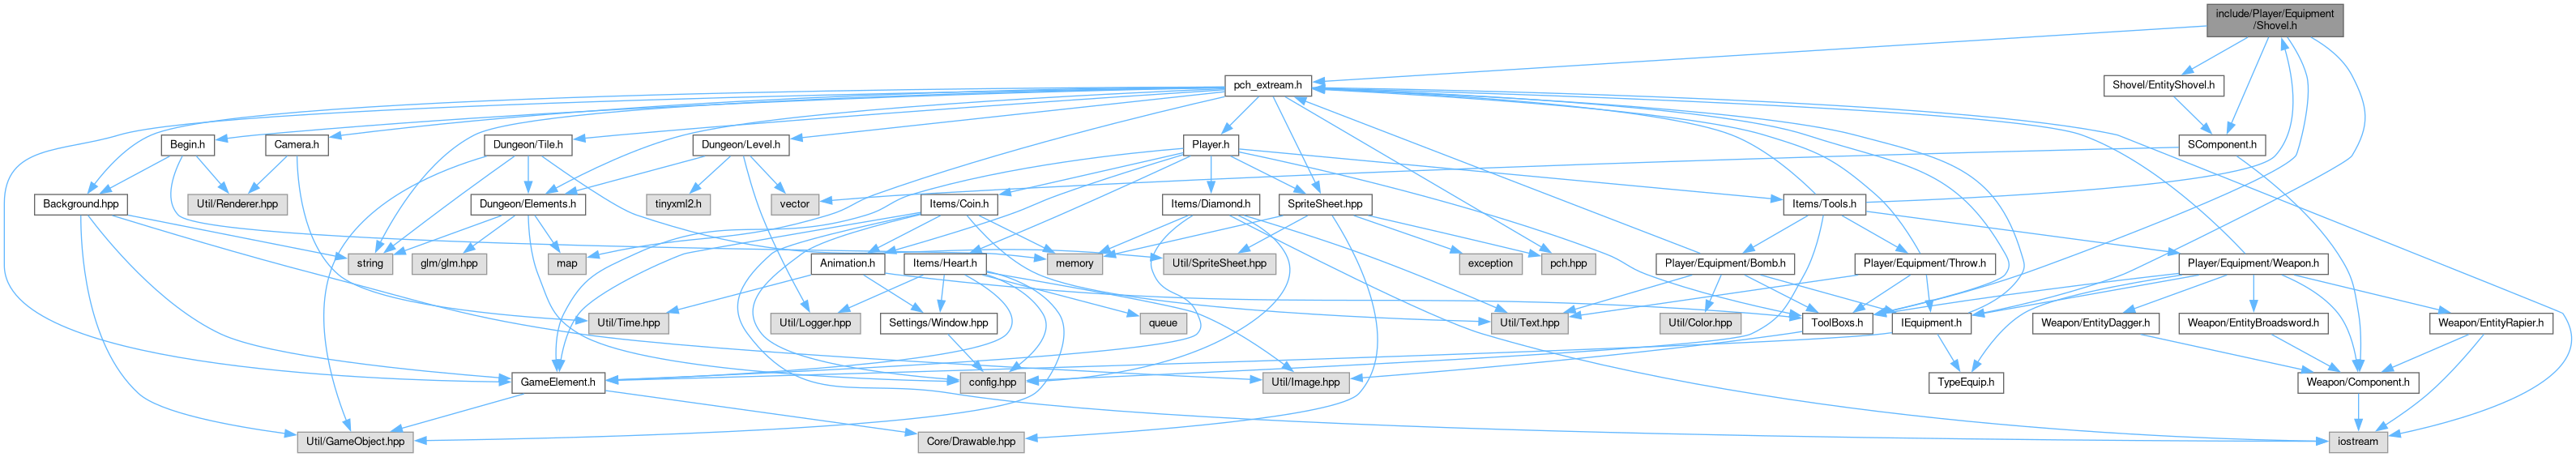 include/Player/Equipment
/Shovel.h
pch_extream.h
Shovel/EntityShovel.h
Begin.h
Camera.h
Dungeon/Tile.h
Dungeon/Level.h
Player.h
SComponent.h
Background.hpp
Util/Renderer.hpp
Dungeon/Elements.h
tinyxml2.h
vector
Items/Coin.h
Items/Diamond.h
SpriteSheet.hpp
Items/Tools.h
string
glm/glm.hpp
map
Animation.h
Items/Heart.h
memory
Util/SpriteSheet.hpp
exception
pch.hpp
Player/Equipment/Bomb.h
Player/Equipment/Throw.h
Player/Equipment/Weapon.h
Util/Time.hpp
Util/Logger.hpp
Settings/Window.hpp
queue
Util/Text.hpp
Util/Color.hpp
ToolBoxs.h
IEquipment.h
Weapon/EntityDagger.h
Weapon/EntityBroadsword.h
Weapon/EntityRapier.h
GameElement.h
config.hpp
Util/Image.hpp
TypeEquip.h
Weapon/Component.h
Util/GameObject.hpp
Core/Drawable.hpp
iostream